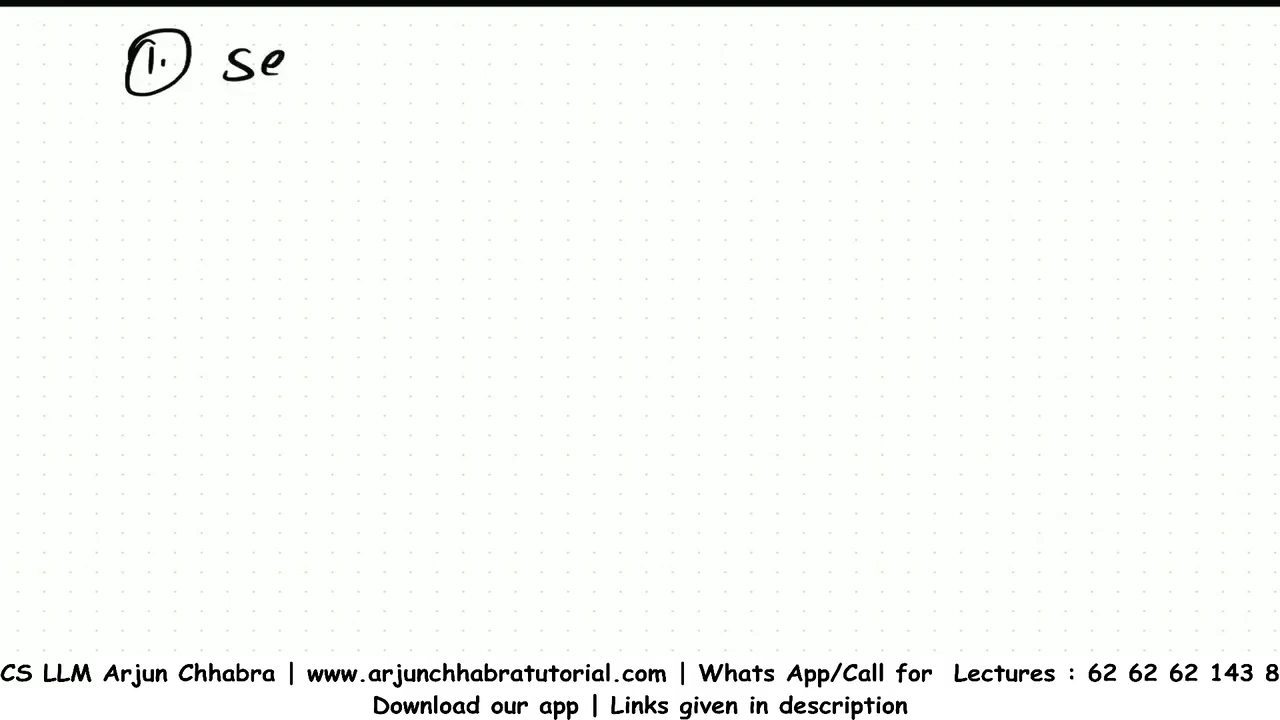 1. se
CS LLM Arjun Chhabra | www.arjunchhabratutorial.com | Whats App/Call for Lectures : 62 62 62 143 8
Download our app | Links given in description